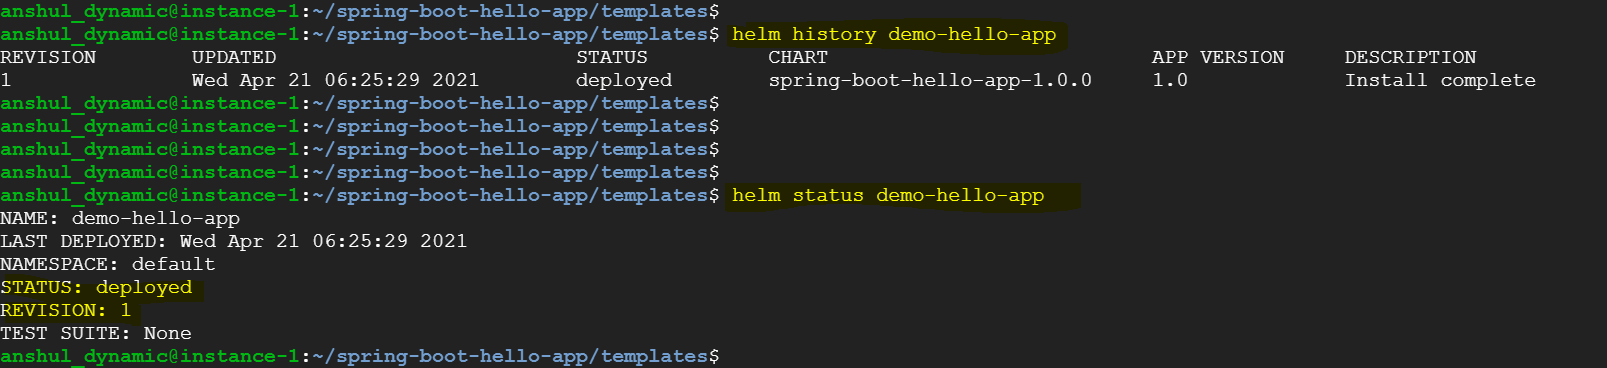 anshul_dynamic@instance-1:~/spring-boot-hello-app/templates$
anshul_dynamic@instance-1:~/spring-boot-hello-app/templates$ helm history demo-hello-app
REVISION UPDATED STATUS CHART APP VERSION DESCRIPTION
1 Wed Apr 21 06:25:29 2021 deployed spring-boot-hello-app-1.0.0 1.0 Install complete
anshul_dynamic@instance-1:~/spring-boot-hello-app/templates$
anshul_dynamic@instance-1:~/spring-boot-hello-app/templates$
anshul_dynamic@instance-1:~/spring-boot-hello-app/templates$
anshul_dynamic@instance-1:~/spring-boot-hello-app/templates$
anshul_dynamic@instance-1:~/spring-boot-hello-app/templates$ helm status demo-hello-app
NAME: demo-hello-app
LAST DEPLOYED: Wed Apr 21 06:25:29 2021
NAMESPACE: default
STATUS: deployed
REVISION: 1
TEST SUITE: None
anshul_dynamic@instance-1:~/spring-boot-hello-app/templates$